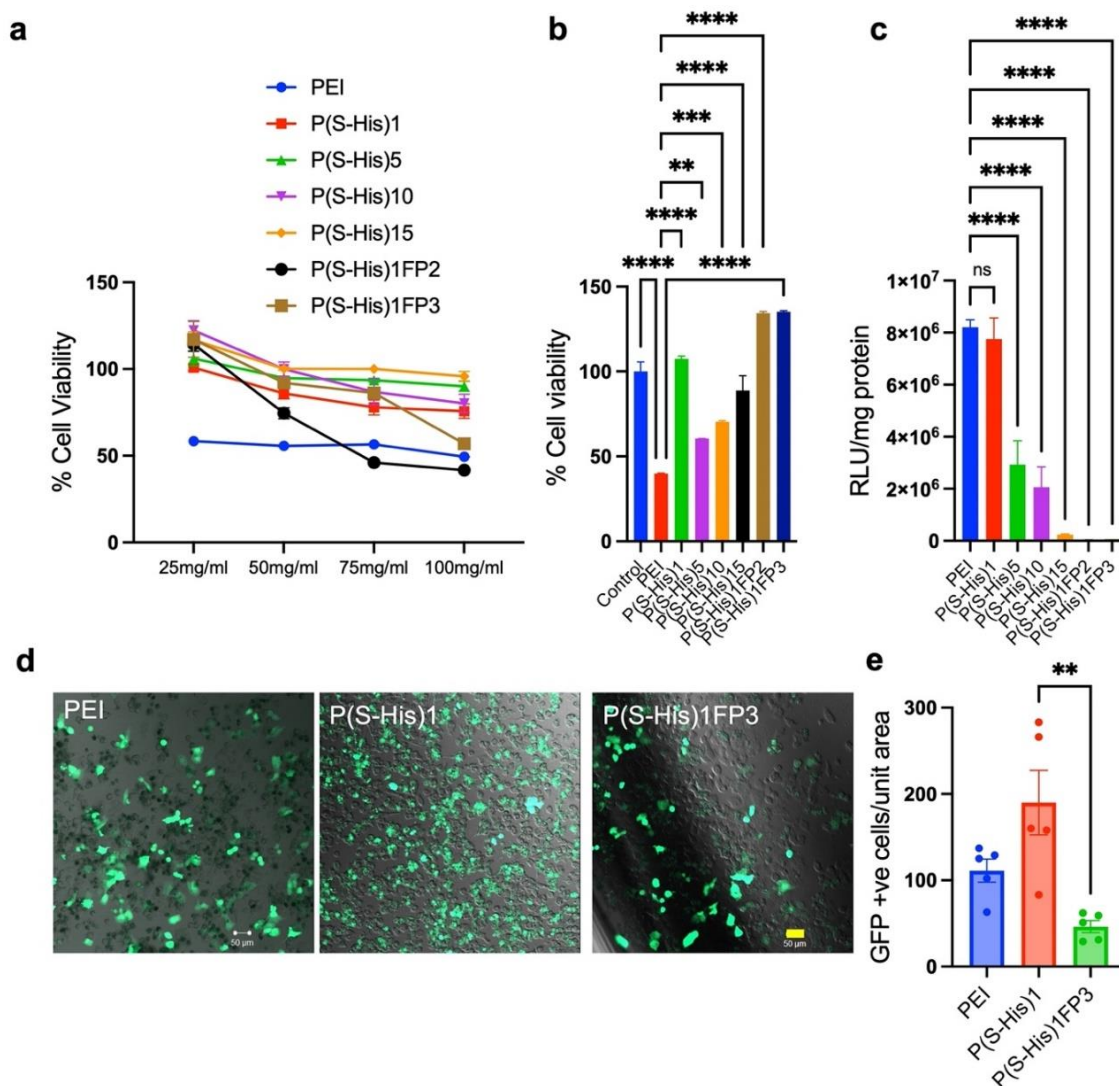 a
PEI
P(S-His)1
P(S-His)5
P(S-His)10
P(S-His)15
P(S-His)1FP2
P(S-His)1FP3
% Cell Viability
150
100
50
0
25mg/ml 50mg/ml 75mg/ml 100mg/ml
b
****
****
***
**
****
**** ****
% Cell viability
150
100
50
0
Control
PEI
P(S-His)1
P(S-His)5
P(S-His)10
P(S-His)15
P(S-His)1FP2
P(S-His)1FP3
c
****
****
****
****
****
ns
RLU/mg protein
1×10⁷
8×10⁶
6×10⁶
4×10⁶
2×10⁶
0
PEI
P(S-His)1
P(S-His)5
P(S-His)10
P(S-His)15
P(S-His)1FP2
P(S-His)1FP3
d
PEI
50 µm
P(S-His)1
P(S-His)1FP3
50 µm
e
**
GFP +ve cells/unit area
300
200
100
0
PEI
P(S-His)1
P(S-His)1FP3